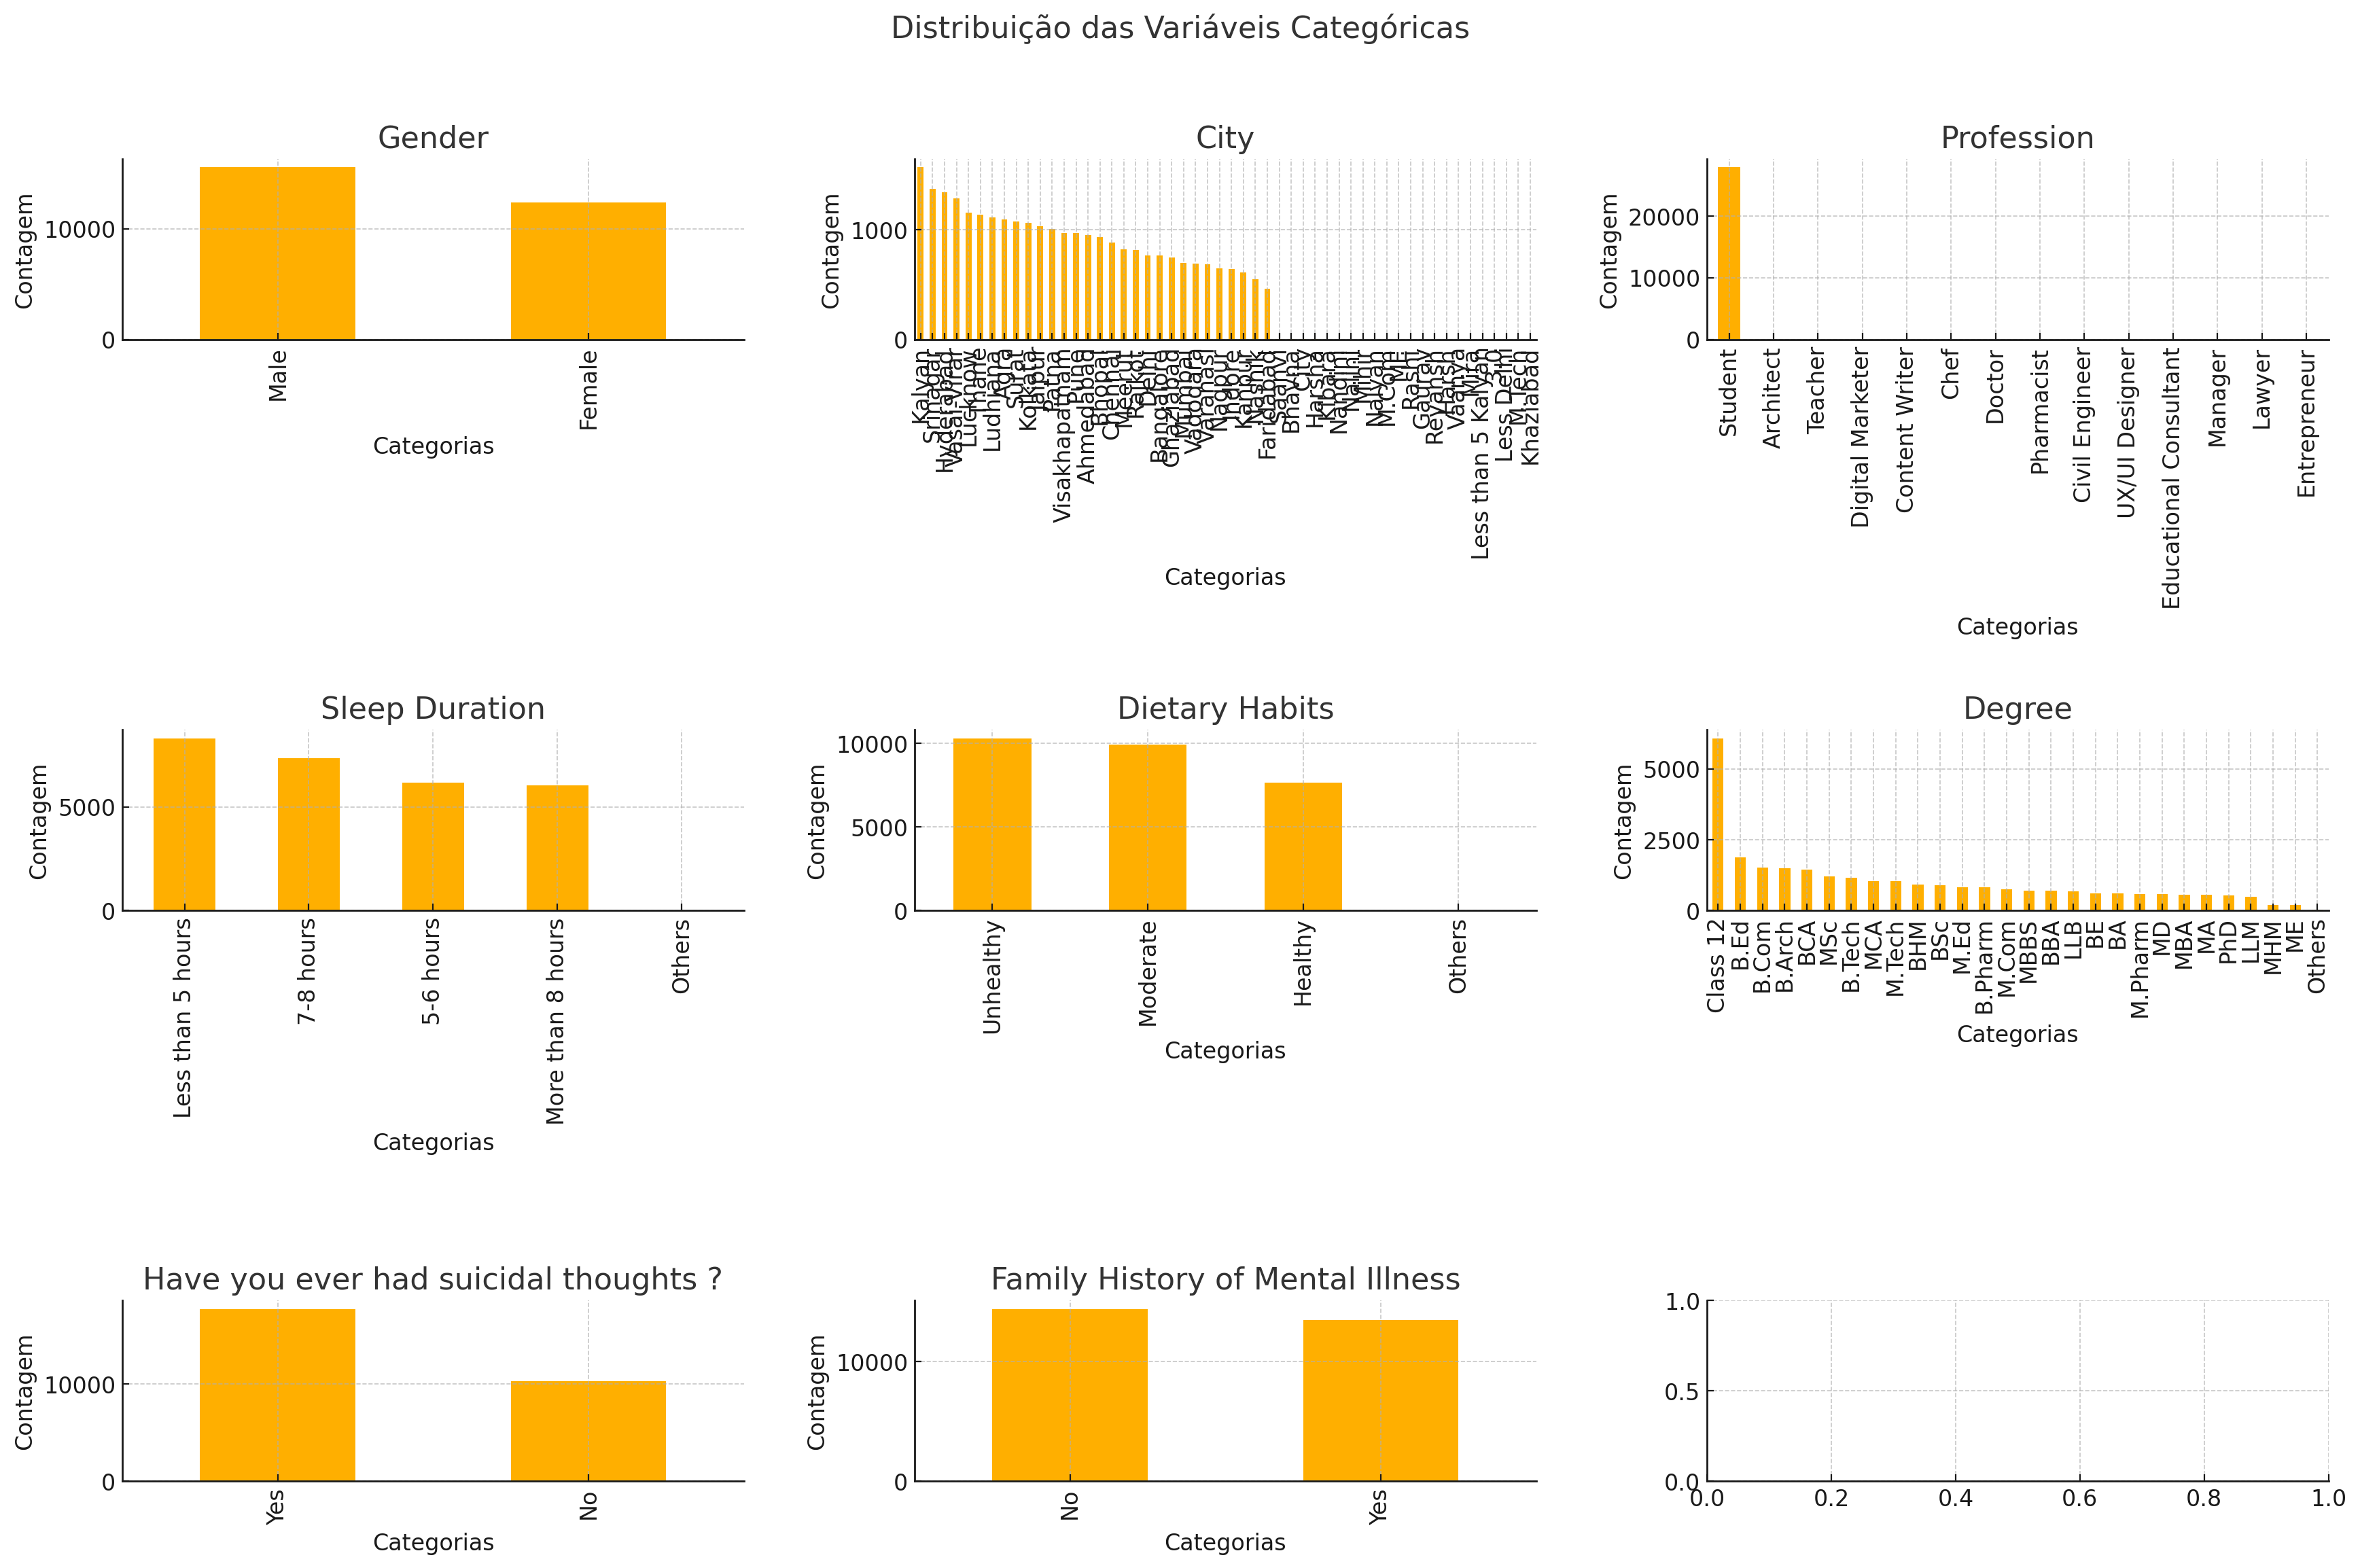 Distribuição das Variáveis Categóricas
Gender
Contagem
10000
0
Male
Female
Categorias
City
Contagem
1000
0
Kalyan
Srinagar
Hyderabad
Vasai-Virar
Lucknow
Thane
Ludhiana
Agra
Surat
Kolkata
Jaipur
Patna
Visakhapatnam
Pune
Ahmedabad
Bhopal
Chennai
Meerut
Rajkot
Delhi
Bangalore
Ghaziabad
Mumbai
Vadodara
Varanasi
Nagpur
Indore
Kanpur
Nashik
Faridabad
Saanvi
Bhavna
City
Harsha
Kibara
Nandini
Nalini
Mihir
Nalyan
M.Com
ME
Rashi
Gaurav
Reyansh
Harsh
Vaanya
Mira
Less than 5 Kalyan
3.0
Less Delhi
M.Tech
Khaziabad
Categorias
Profession
Contagem
20000
10000
0
Student
Architect
Teacher
Digital Marketer
Content Writer
Chef
Doctor
Pharmacist
Civil Engineer
UX/UI Designer
Educational Consultant
Manager
Lawyer
Entrepreneur
Categorias
Sleep Duration
Contagem
5000
0
Less than 5 hours
7-8 hours
5-6 hours
More than 8 hours
Others
Categorias
Dietary Habits
Contagem
10000
5000
0
Unhealthy
Moderate
Healthy
Others
Categorias
Degree
Contagem
5000
2500
0
Class 12
B.Ed
B.Com
B.Arch
BCA
MSc
B.Tech
MCA
M.Tech
BHM
BSc
M.Ed
B.Pharm
M.Com
MBBS
BBA
LLB
BE
BA
M.Pharm
MD
MBA
MA
PhD
LLM
MHM
ME
Others
Categorias
Have you ever had suicidal thoughts ?
Contagem
10000
0
Yes
No
Categorias
Family History of Mental Illness
Contagem
10000
0
No
Yes
Categorias
1.0
0.5
0.0
0.0 0.2 0.4 0.6 0.8 1.0